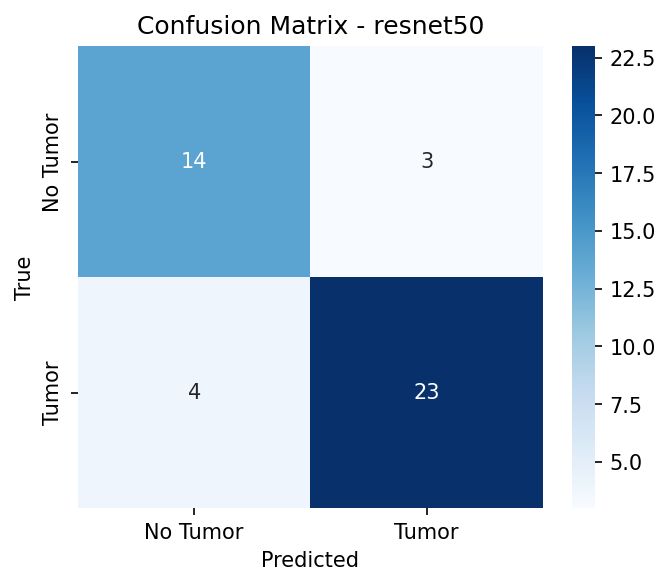 Confusion Matrix - resnet50
No Tumor
Tumor
True
14
3
4
23
No Tumor
Tumor
Predicted
22.5
20.0
17.5
15.0
12.5
10.0
7.5
5.0